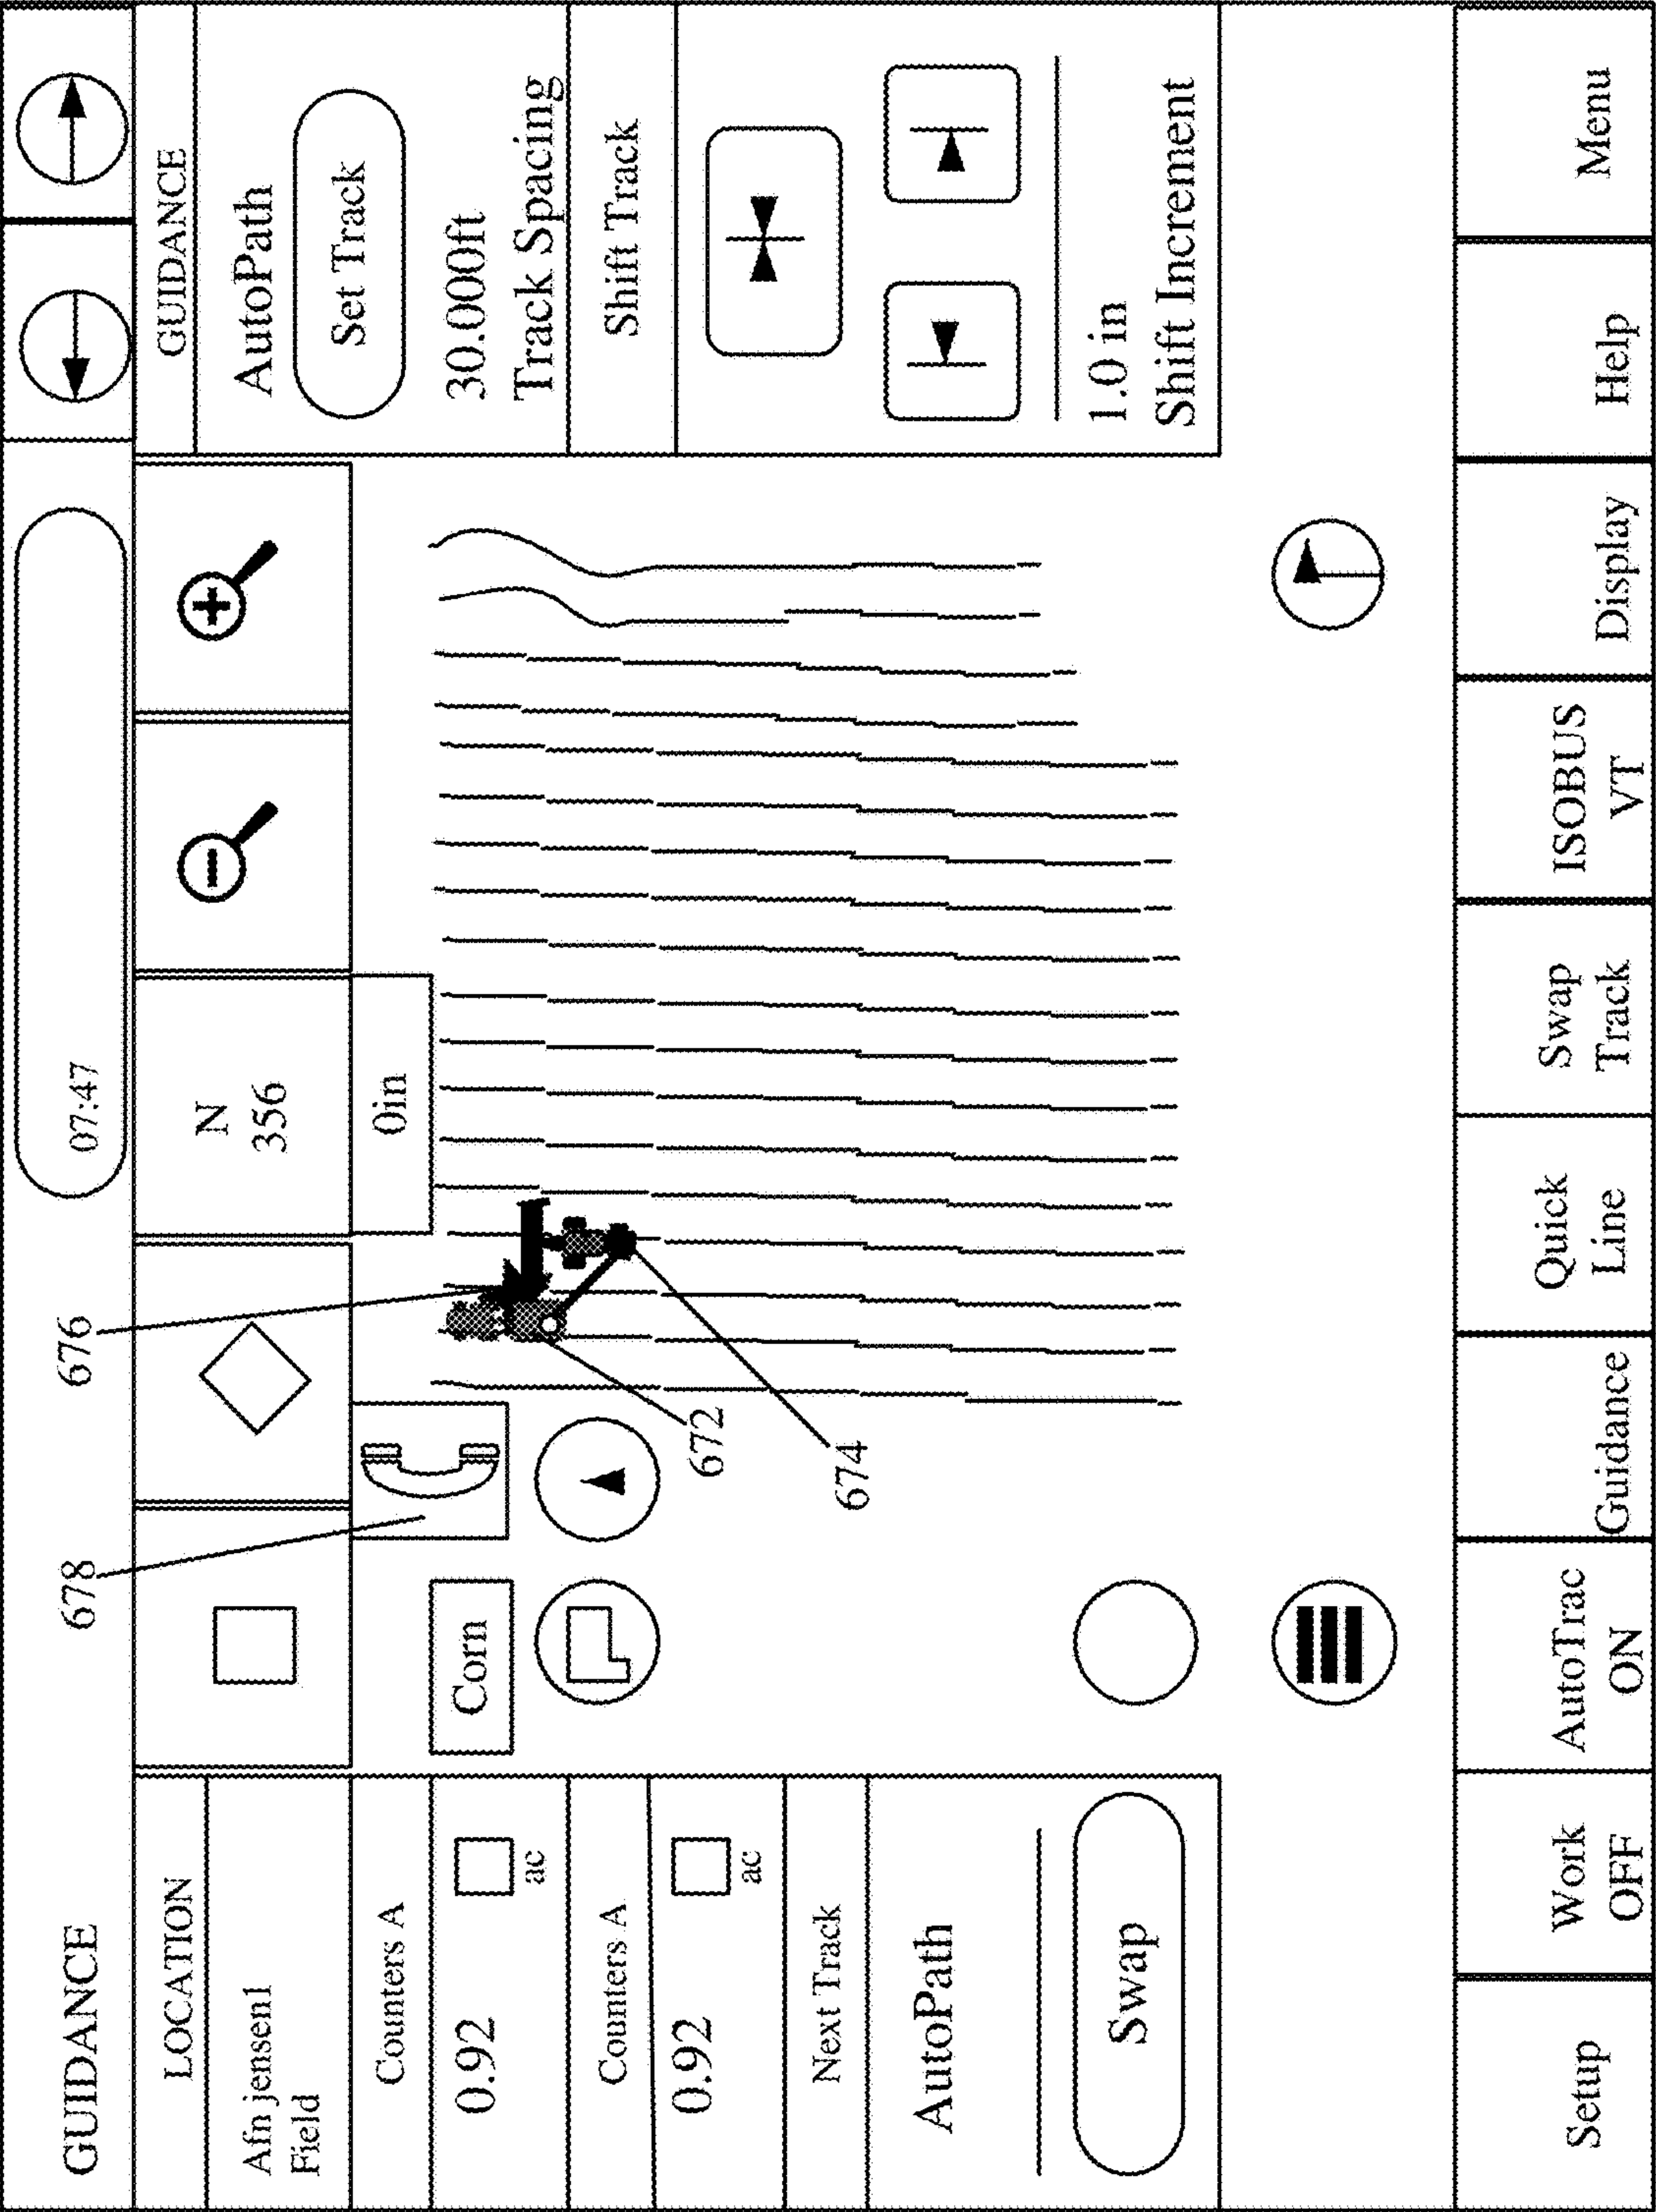 GUIDANCE
678
676
07:47
LOCATION
Afn jensen1
Field
N
356
GUIDANCE
AutoPath
Set Track
30.000ft
Track Spacing
Counters A
0.92
ac
Corn
0in
Counters A
0.92
ac
672
674
Shift Track
1.0 in
Shift Increment
Next Track
AutoPath
Swap
Setup
Work
OFF
AutoTrac
ON
Guidance
Quick
Line
Swap
Track
ISOBUS
VT
Display
Help
Menu